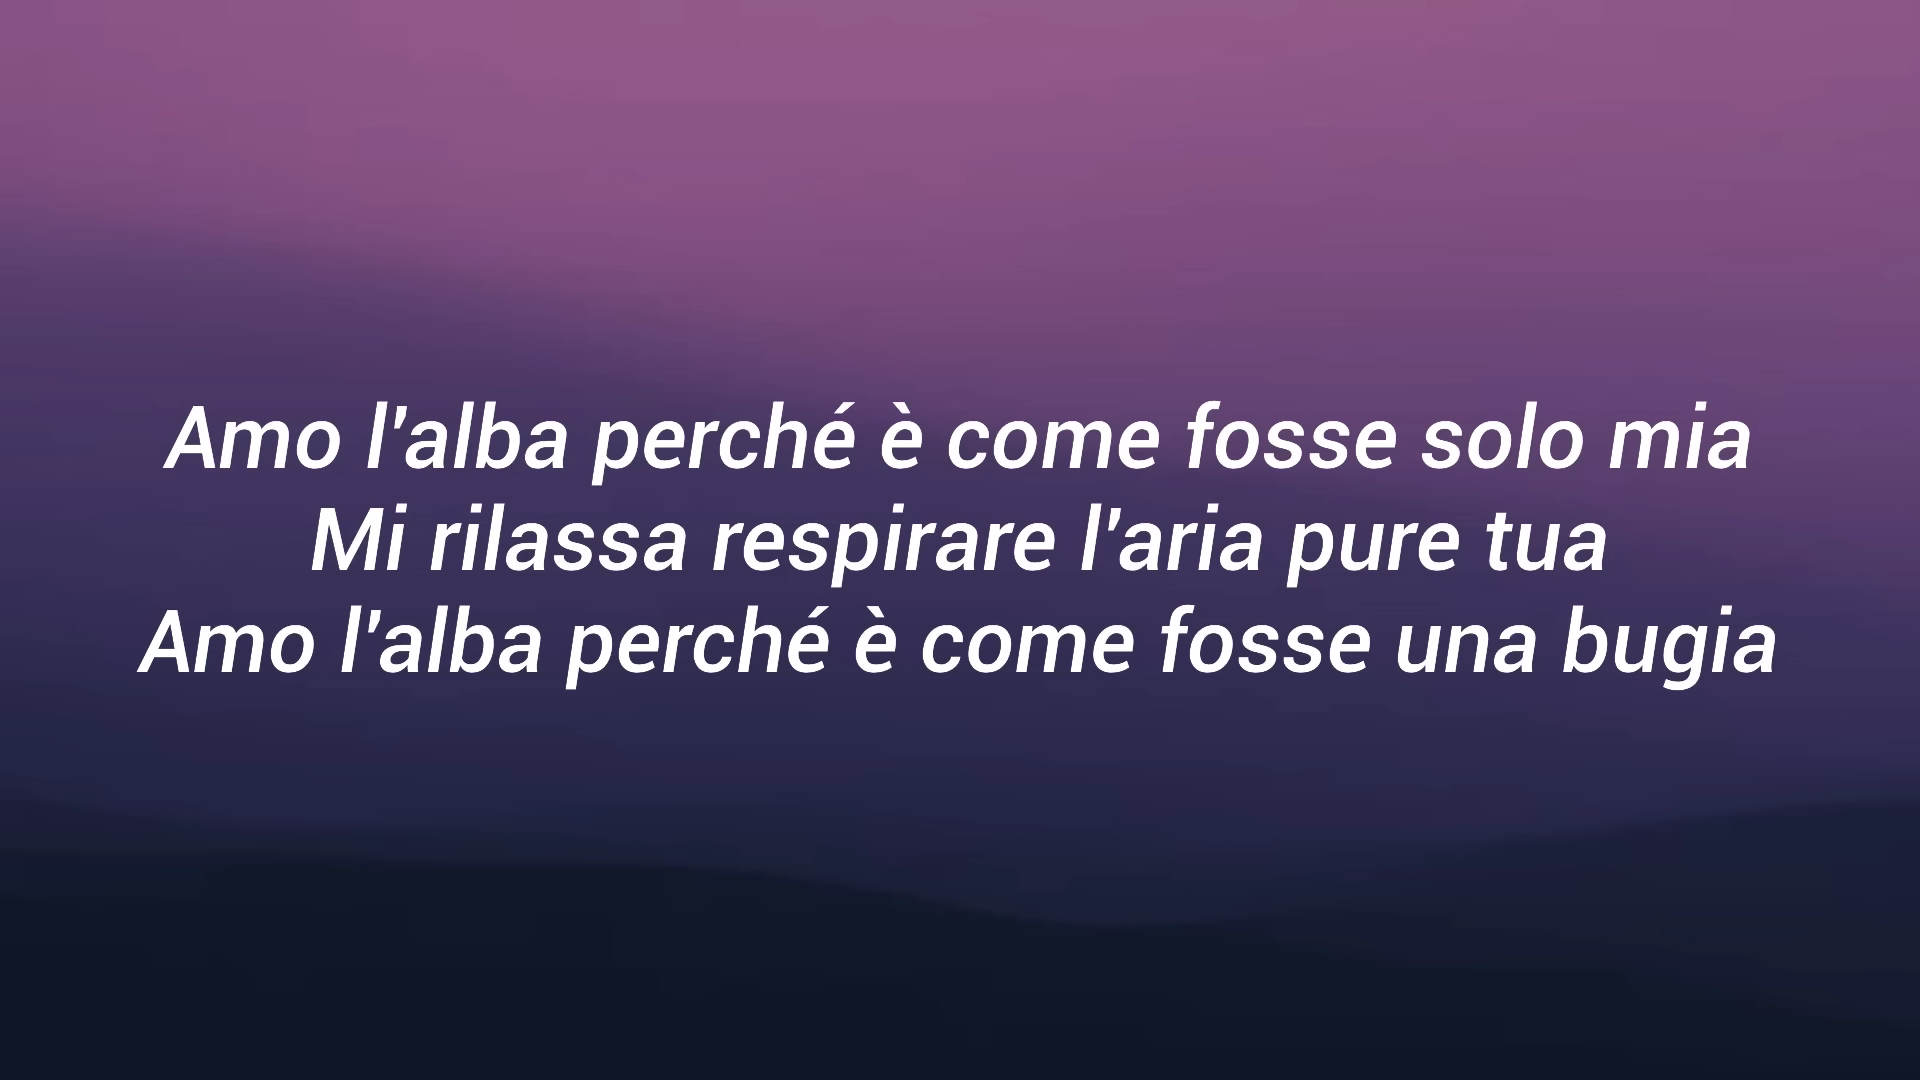 Amo l'alba perché è come fosse solo mia
Mi rilassa respirare l'aria pure tua
Amo l'alba perché è come fosse una bugia